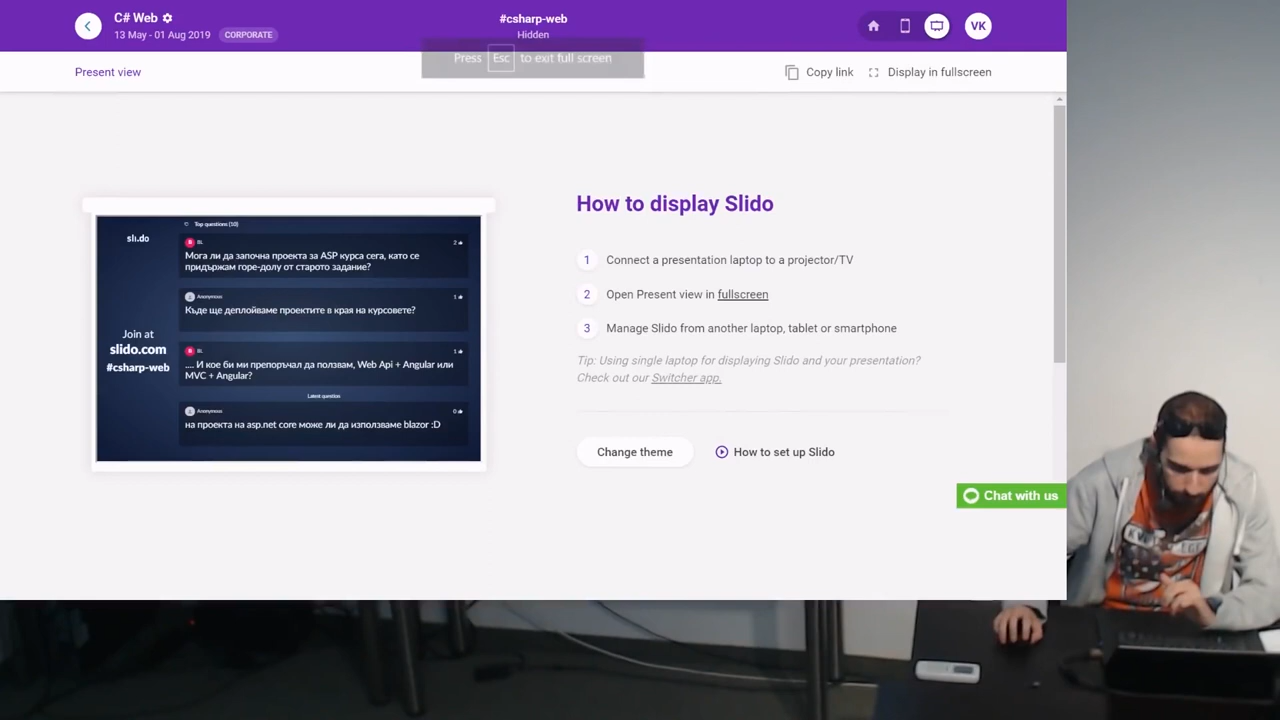 C# Web
13 May - 01 Aug 2019 CORPORATE
#csharp-web
Hidden
VK
Press Esc to exit full screen
Present view
Copy link
Display in fullscreen
sli.do
Join at
slido.com
#csharp-web
Top questions (10)
B BL 2
Мога ли да започна проекта за ASP курса сега, като се
придържам горе-долу от старото задание?
Anonymous 1
Къде ще деплойваме проектите в края на курсовете?
B BL 1
.... И кое би ми препоръчал да ползвам, Web Api + Angular или
MVC + Angular?
Latest question
Anonymous 0
на проекта на asp.net core може ли да използваме blazor :D
How to display Slido
1 Connect a presentation laptop to a projector/TV
2 Open Present view in fullscreen
3 Manage Slido from another laptop, tablet or smartphone
Tip: Using single laptop for displaying Slido and your presentation?
Check out our Switcher app.
Change theme
How to set up Slido
Chat with us